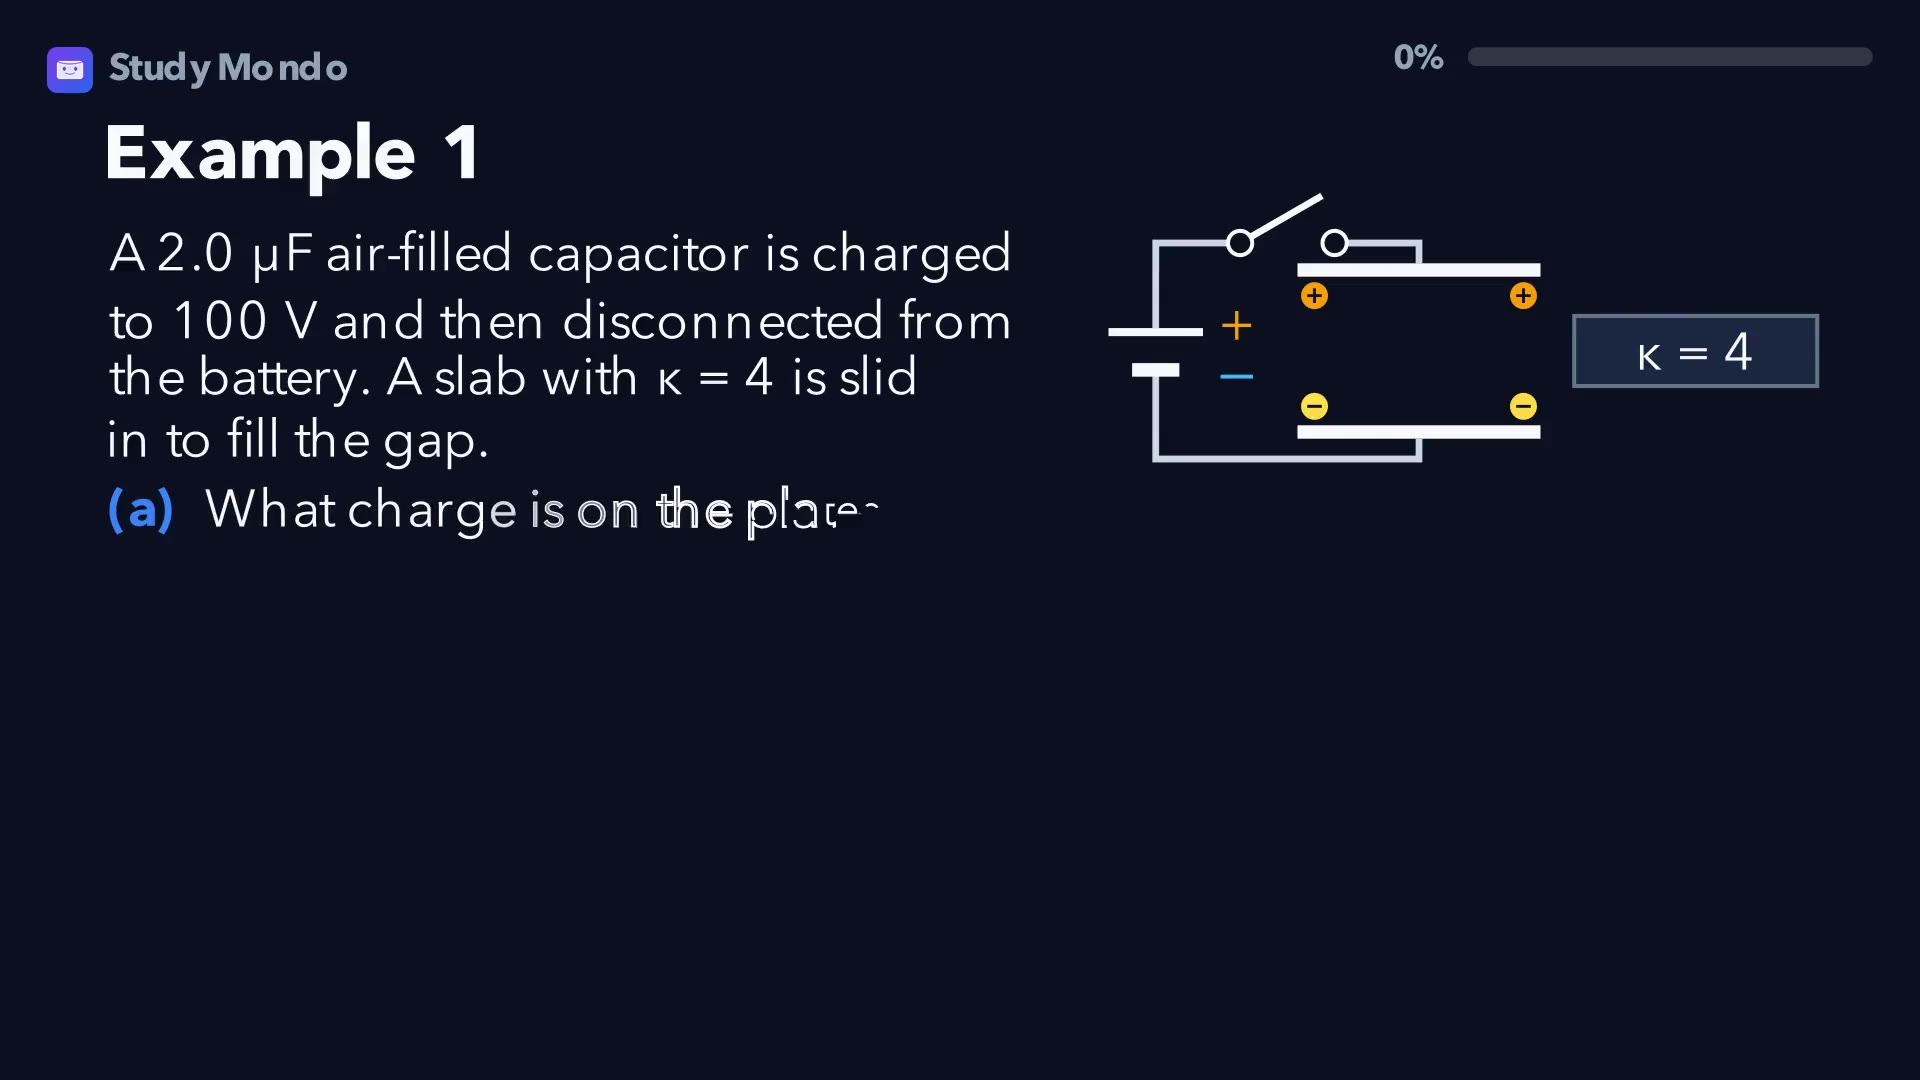 Study Mondo
0%
Example 1
A 2.0 μF air-filled capacitor is charged
to 100 V and then disconnected from
the battery. A slab with κ = 4 is slid
in to fill the gap.
(a) What charge is on the
+
−
+ +
− −
κ = 4